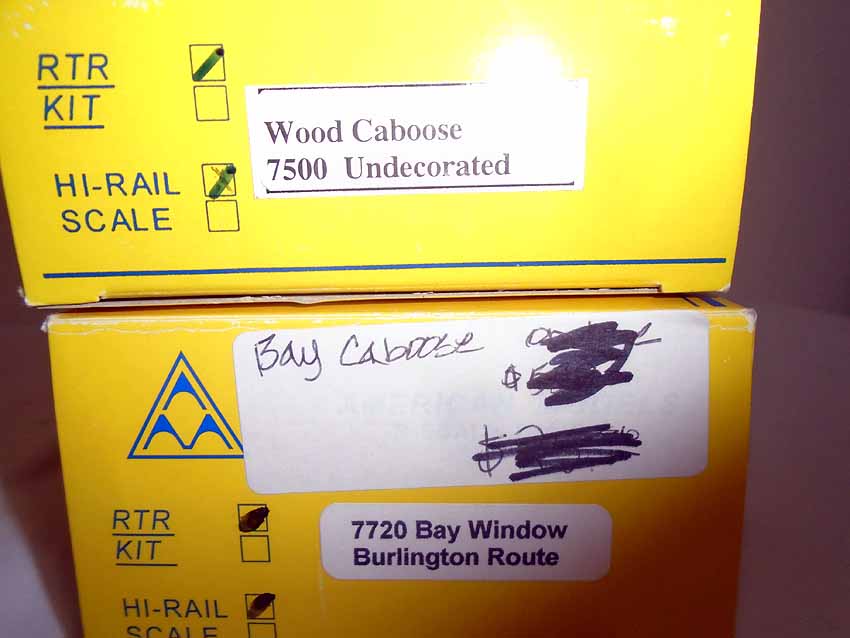 RTR
KIT
Wood Caboose
7500 Undecorated
HI-RAIL
SCALE
Bay Caboose
$
$
RTR
KIT
7720 Bay Window
Burlington Route
HI-RAIL
SCALE